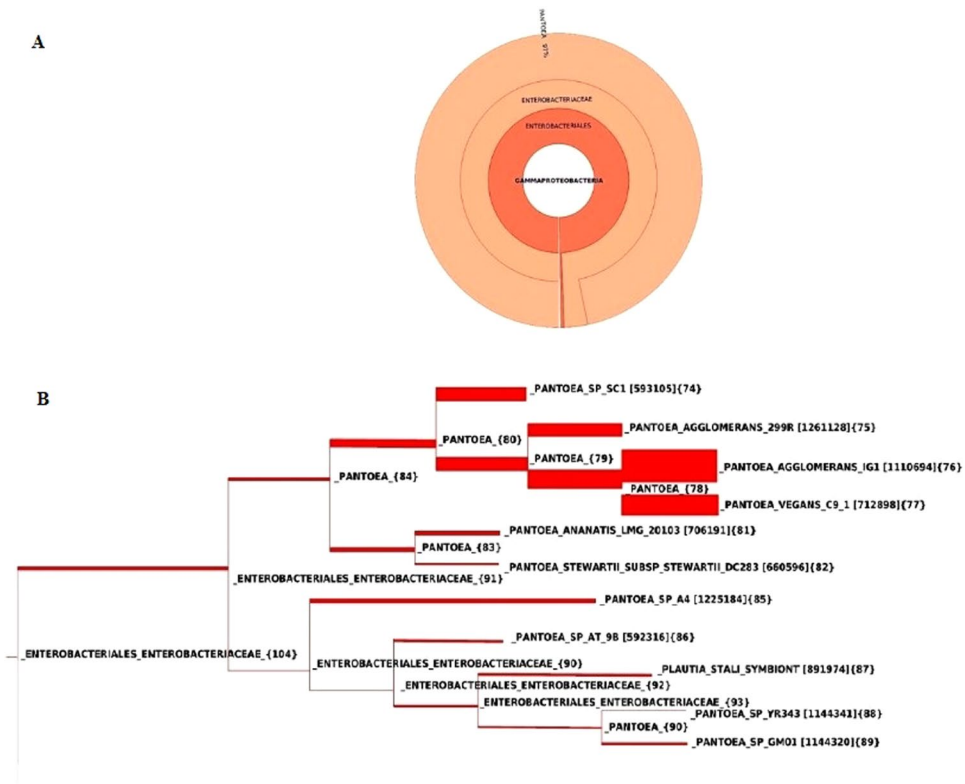 A
PANTOEA 97%
ENTEROBACTERIACEAE
ENTEROBACTERIALES
GAMMAPROTEOBACTERIA
B
_PANTOEA_SP_SC1 [593105]{74}
_PANTOEA_AGGLOMERANS_299R [1261128]{75}
_PANTOEA_{80}
_PANTOEA_{79}
_PANTOEA_AGGLOMERANS_IG1 [1110694]{76}
_PANTOEA_{84}
_PANTOEA_{78}
_PANTOEA_VEGANS_C9_1 [712898]{77}
_PANTOEA_ANANATIS_LMG_20103 [706191]{81}
_PANTOEA_{83}
_PANTOEA_STEWARTII_SUBSP_STEWARTII_DC283 [660596]{82}
_ENTEROBACTERIALES_ENTEROBACTERIACEAE_{91}
_PANTOEA_SP_A4 [1225184]{85}
_PANTOEA_SP_AT_9B [592316]{86}
_ENTEROBACTERIALES_ENTEROBACTERIACEAE_{104}
_ENTEROBACTERIALES_ENTEROBACTERIACEAE_{90}
_PLAUTIA_STALI_SYMBIONT [891974]{87}
_ENTEROBACTERIALES_ENTEROBACTERIACEAE_{92}
_ENTEROBACTERIALES_ENTEROBACTERIACEAE_{93}
_PANTOEA_SP_YR343 [1144341]{88}
_PANTOEA_{90}
_PANTOEA_SP_GM01 [1144320]{89}